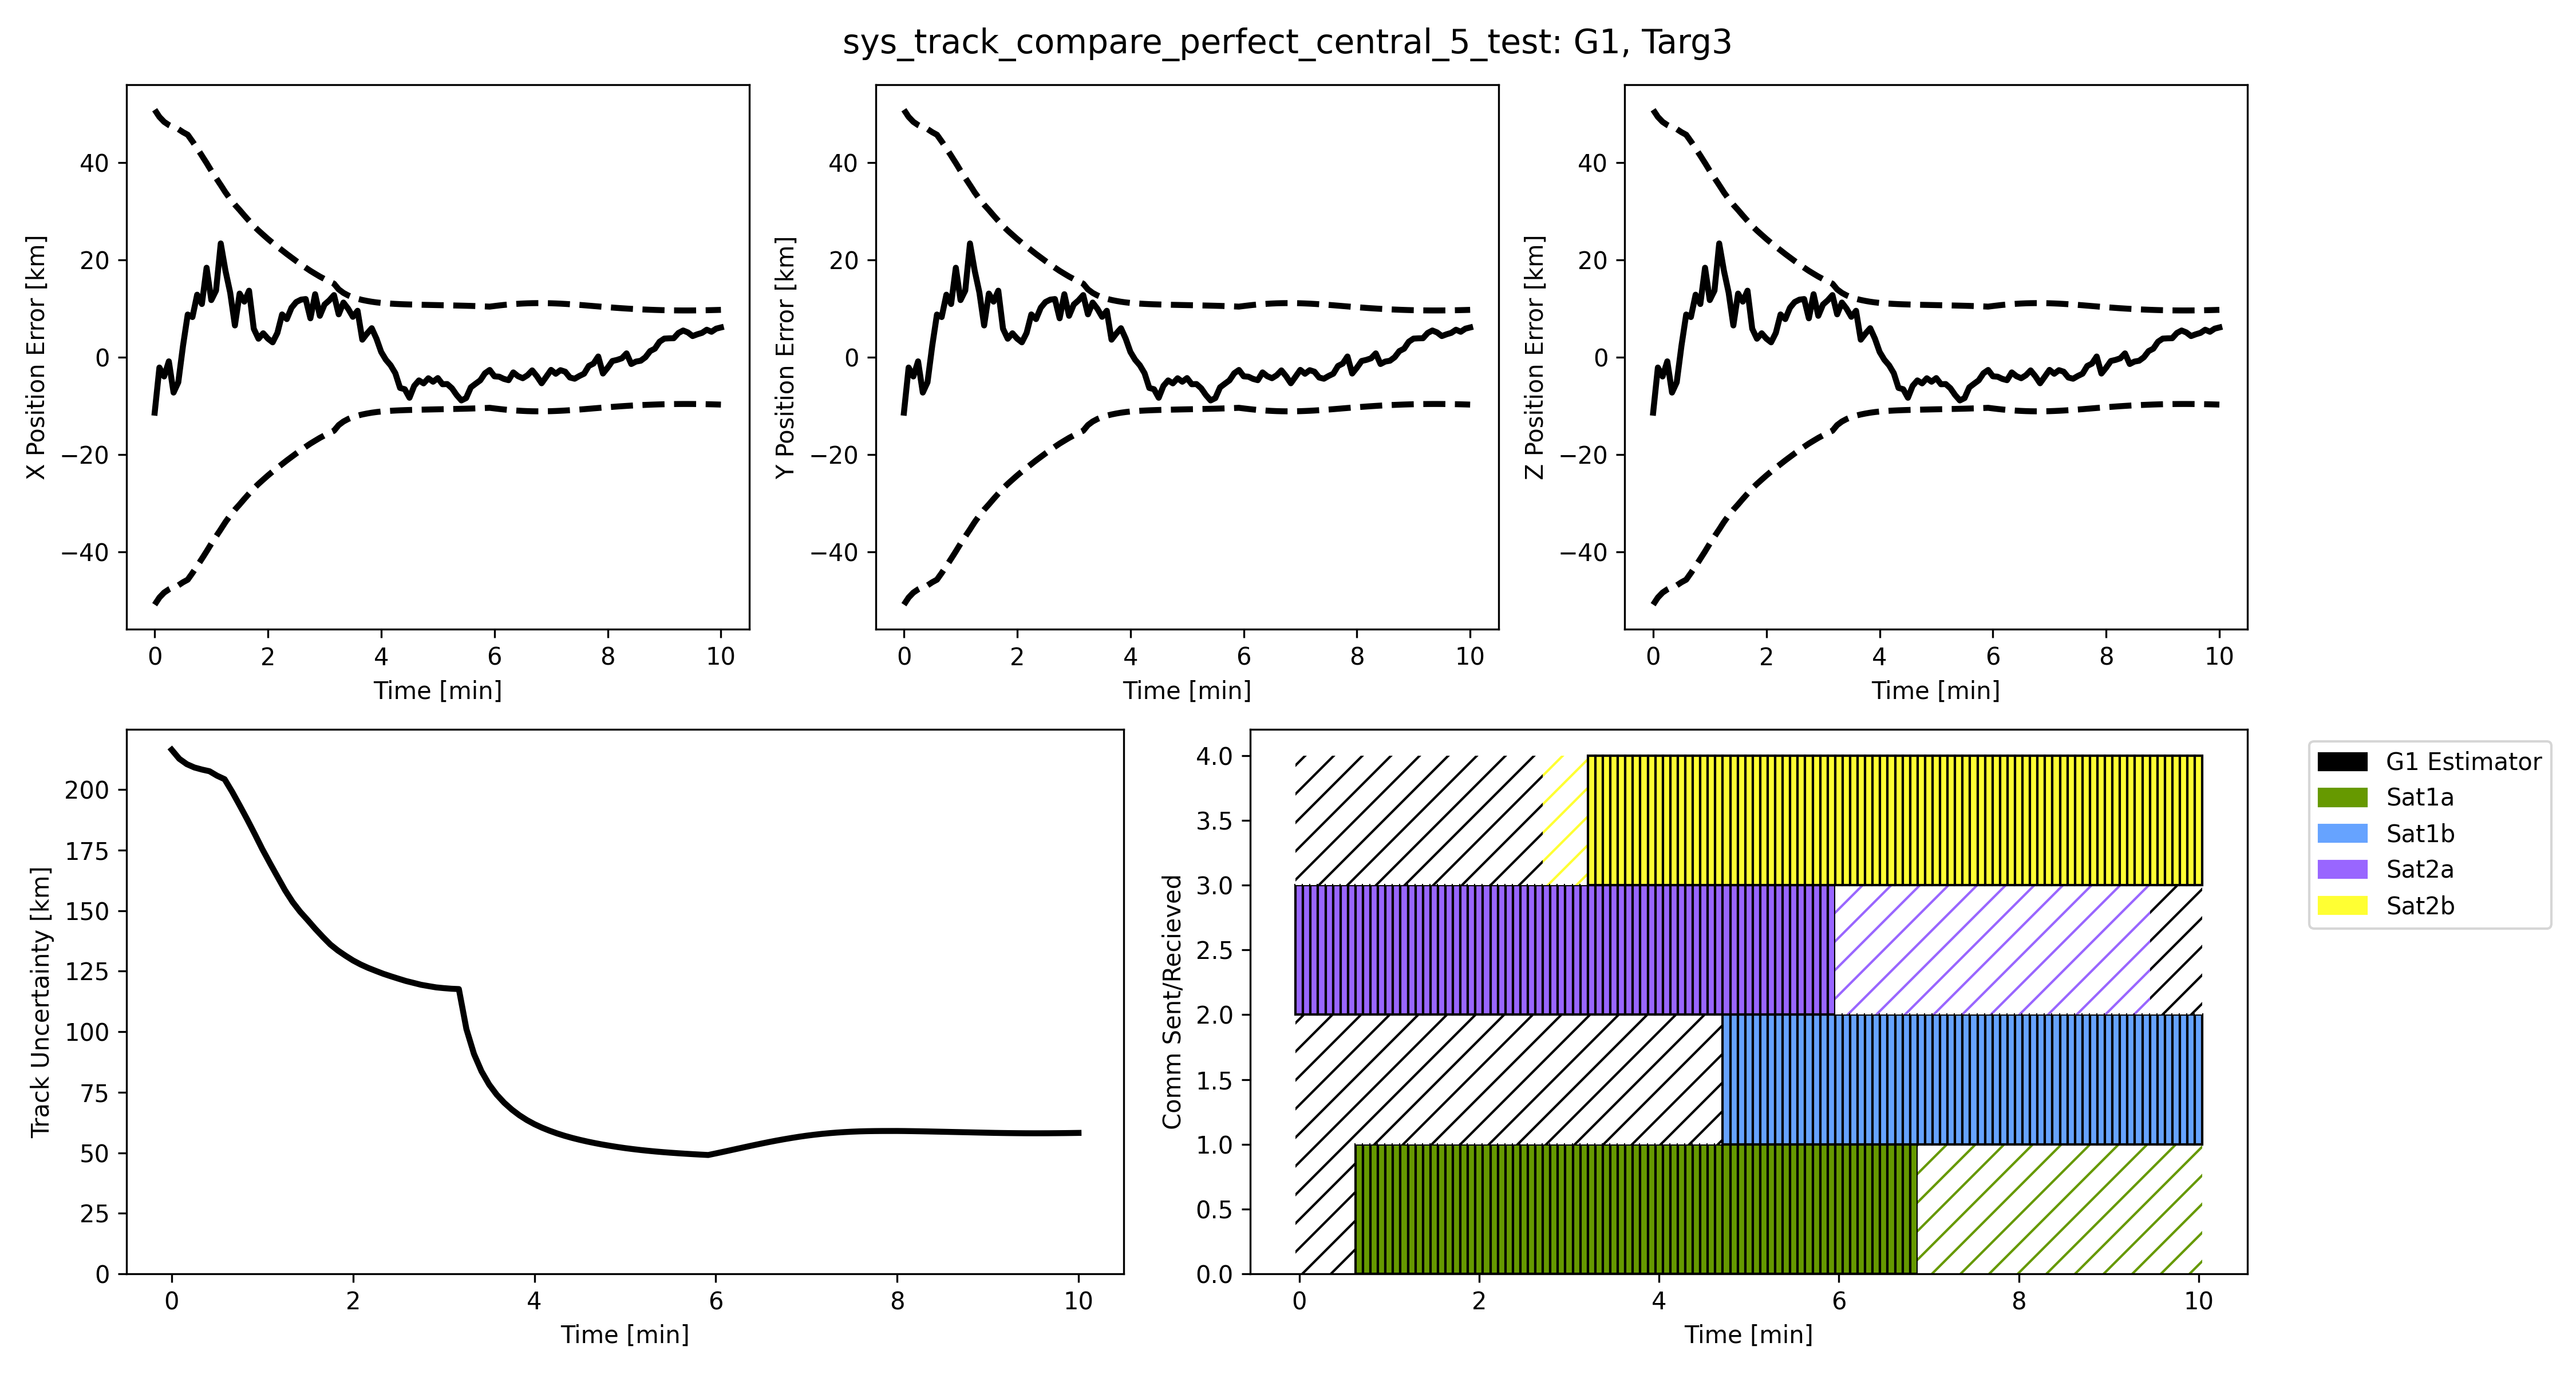 sys_track_compare_perfect_central_5_test: G1, Targ3
X Position Error [km]
40
20
0
−20
−40
0 2 4 6 8 10
Time [min]
Y Position Error [km]
40
20
0
−20
−40
0 2 4 6 8 10
Time [min]
Z Position Error [km]
40
20
0
−20
−40
0 2 4 6 8 10
Time [min]
Track Uncertainty [km]
200
175
150
125
100
75
50
25
0
0 2 4 6 8 10
Time [min]
Comm Sent/Recieved
4.0
3.5
3.0
2.5
2.0
1.5
1.0
0.5
0.0
0 2 4 6 8 10
Time [min]
G1 Estimator
Sat1a
Sat1b
Sat2a
Sat2b